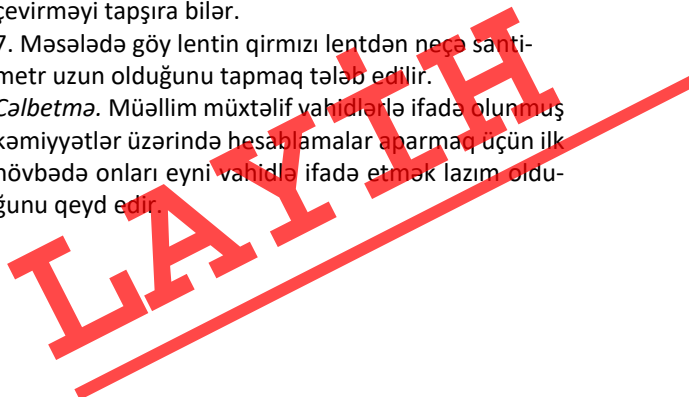 çevirməyi tapşıra bilər.
7. Məsələdə göy lentin qirmızı lentdən neçə santi-
metr uzun olduğunu tapmaq tələb edilir.
Cəlbetmə. Müəllim müxtəlif vahidlərlə ifadə olunmuş
kəmiyyətlər üzərində hesablamalar aparmaq üçün ilk
növbədə onları eyni vahidlə ifadə etmək lazım oldu-
ğunu qeyd edir.
LAYİH